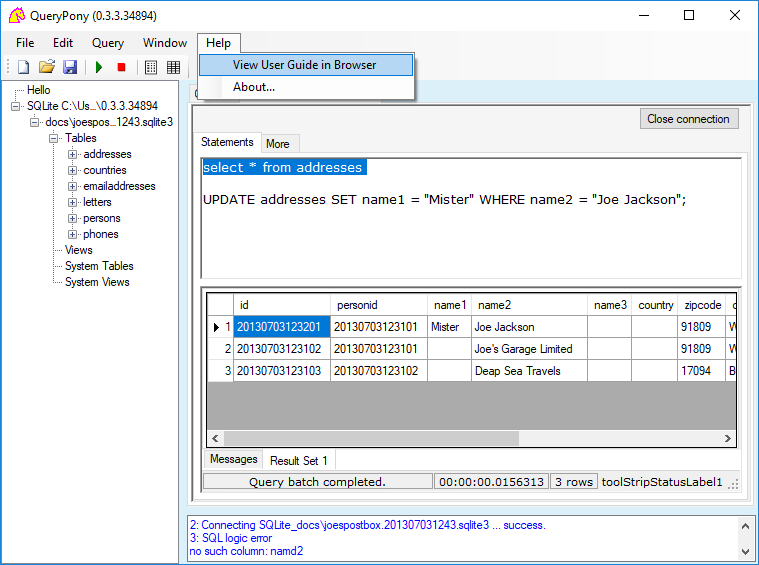 QueryPony (0.3.3.34894)
File Edit Query Window Help
View User Guide in Browser
About...
Hello
SQLite C:\Us...\0.3.3.34894
docs\joespos...1243.sqlite3
Tables
addresses
countries
emailaddresses
letters
persons
phones
Views
System Tables
System Views
Close connection
Statements More
select * from addresses
UPDATE addresses SET name1 = "Mister" WHERE name2 = "Joe Jackson";
id personid name1 name2 name3 country zipcode
1 20130703123201 20130703123101 Mister Joe Jackson 91809 W
2 20130703123102 20130703123101 Joe's Garage Limited 91809 W
3 20130703123103 20130703123102 Deap Sea Travels 17094 B
Messages Result Set 1
Query batch completed. 00:00:00.0156313 3 rows toolStripStatusLabel1
2: Connecting SQLite_docs\joespostbox.201307031243.sqlite3 ... success.
3: SQL logic error
no such column: namd2